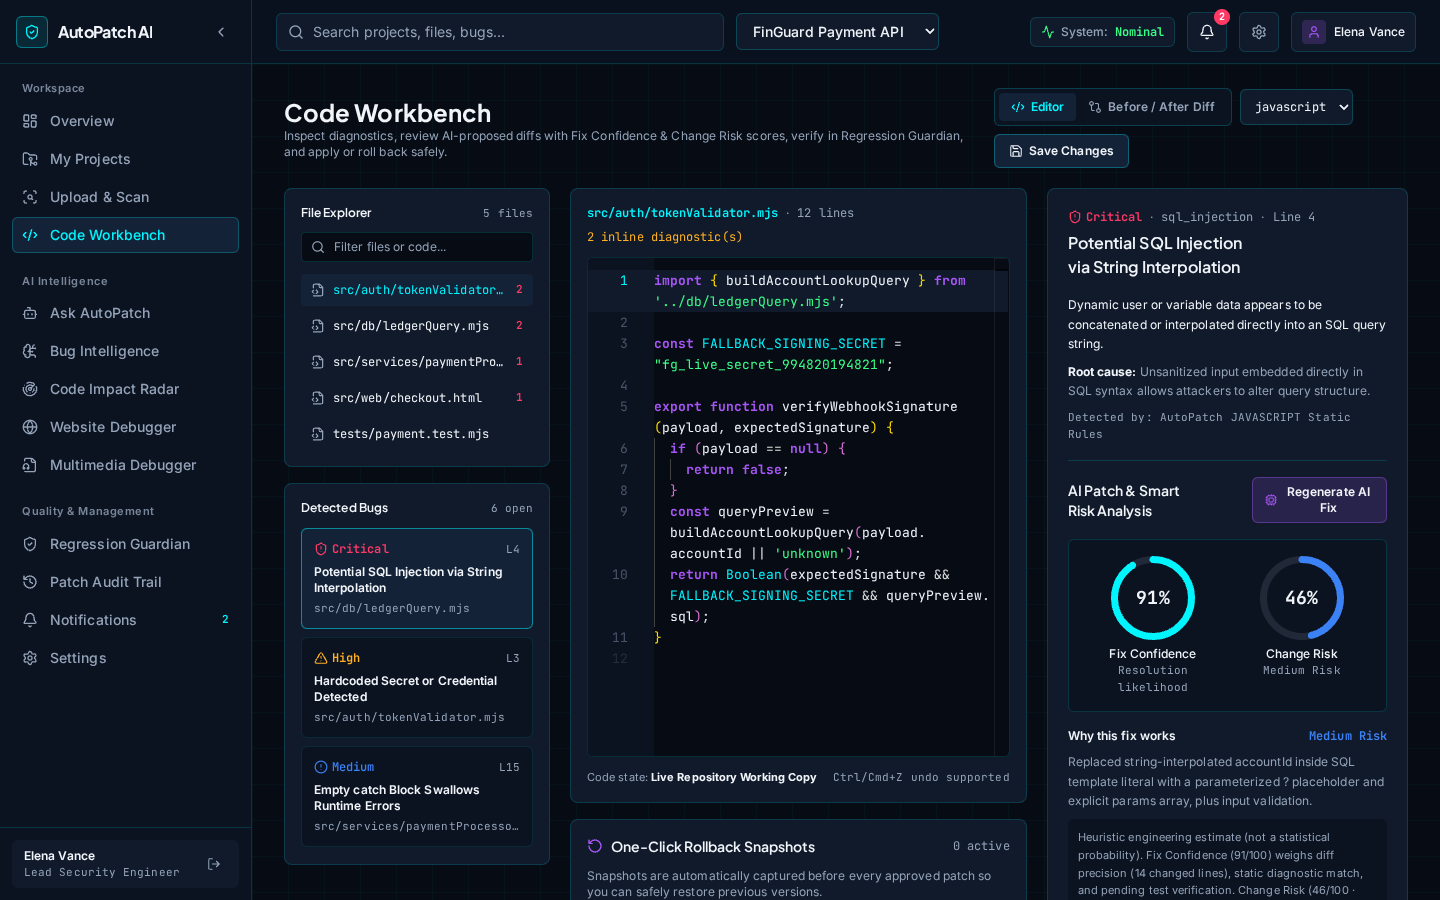 AutoPatch AI
Search projects, files, bugs...
FinGuard Payment API
System: Nominal
2
Elena Vance
Workspace
Overview
My Projects
Upload & Scan
Code Workbench
AI Intelligence
Ask AutoPatch
Bug Intelligence
Code Impact Radar
Website Debugger
Multimedia Debugger
Quality & Management
Regression Guardian
Patch Audit Trail
Notifications 2
Settings
Elena Vance
Lead Security Engineer
Code Workbench
Inspect diagnostics, review AI-proposed diffs with Fix Confidence & Change Risk scores, verify in Regression Guardian,
and apply or roll back safely.
Editor
Before / After Diff
javascript
Save Changes
File Explorer 5 files
Filter files or code...
src/auth/tokenValidator… 2
src/db/ledgerQuery.mjs 2
src/services/paymentPro… 1
src/web/checkout.html 1
tests/payment.test.mjs
Detected Bugs 6 open
Critical L4
Potential SQL Injection via String
Interpolation
src/db/ledgerQuery.mjs
High L3
Hardcoded Secret or Credential
Detected
src/auth/tokenValidator.mjs
Medium L15
Empty catch Block Swallows
Runtime Errors
src/services/paymentProcesso…
src/auth/tokenValidator.mjs · 12 lines
2 inline diagnostic(s)
1 import { buildAccountLookupQuery } from
'../db/ledgerQuery.mjs';
2
3 const FALLBACK_SIGNING_SECRET =
"fg_live_secret_994820194821";
4
5 export function verifyWebhookSignature
(payload, expectedSignature) {
6 if (payload == null) {
7 return false;
8 }
9 const queryPreview =
buildAccountLookupQuery(payload.
accountId || 'unknown');
10 return Boolean(expectedSignature &&
FALLBACK_SIGNING_SECRET && queryPreview.
sql);
11 }
12
Code state: Live Repository Working Copy Ctrl/Cmd+Z undo supported
One-Click Rollback Snapshots 0 active
Snapshots are automatically captured before every approved patch so
you can safely restore previous versions.
Critical · sql_injection · Line 4
Potential SQL Injection
via String Interpolation
Dynamic user or variable data appears to be
concatenated or interpolated directly into an SQL query
string.
Root cause: Unsanitized input embedded directly in
SQL syntax allows attackers to alter query structure.
Detected by: AutoPatch JAVASCRIPT Static
Rules
AI Patch & Smart
Risk Analysis
Regenerate AI
Fix
91%
Fix Confidence
Resolution
likelihood
46%
Change Risk
Medium Risk
Why this fix works Medium Risk
Replaced string-interpolated accountId inside SQL
template literal with a parameterized ? placeholder and
explicit params array, plus input validation.
Heuristic engineering estimate (not a statistical
probability). Fix Confidence (91/100) weighs diff
precision (14 changed lines), static diagnostic match,
and pending test verification. Change Risk (46/100 ·